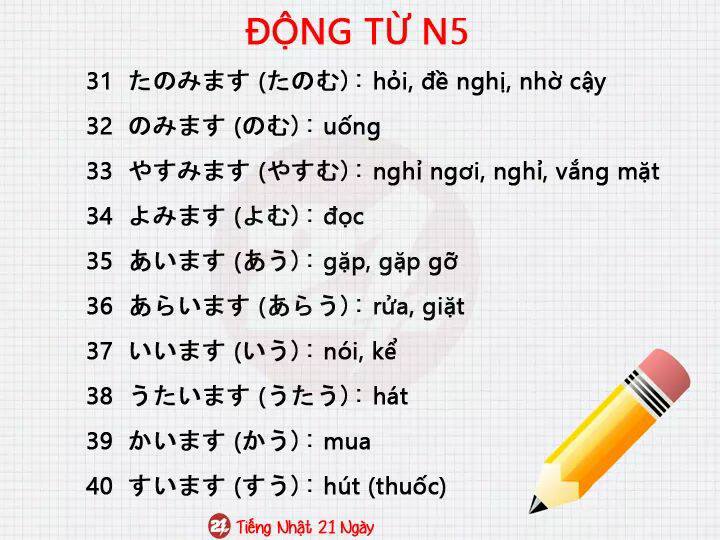 ĐỘNG TỪ N5
31 たのみます (たのむ) : hỏi, đề nghị, nhờ cậy
32 のみます (のむ) : uống
33 やすみます (やすむ) : nghỉ ngơi, nghỉ, vắng mặt
34 よみます (よむ) : đọc
35 あいます (あう) : gặp, gặp gỡ
36 あらいます (あらう) : rửa, giặt
37 いいます (いう) : nói, kể
38 うたいます (うたう) : hát
39 かいます (かう) : mua
40 すいます (すう) : hút (thuốc)
21 Tiếng Nhật 21 Ngày